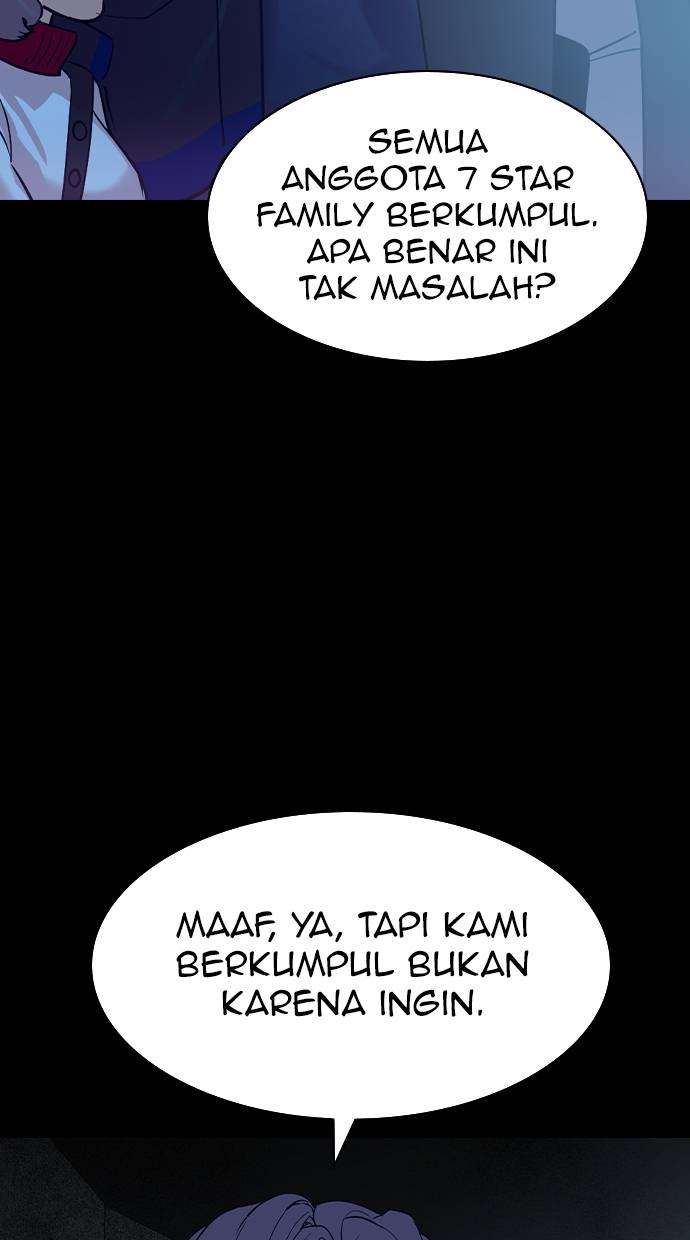 SEMUA
ANGGOTA 7 STAR
FAMILY BERKUMPUL.
APA BENAR INI
TAK MASALAH?
MAAF, YA, TAPI KAMI
BERKUMPUL BUKAN
KARENA INGIN.